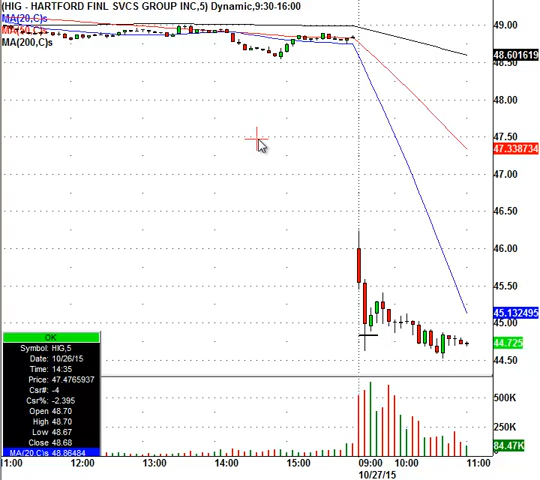 (HIG - HARTFORD FINL SVCS GROUP INC,5) Dynamic,9:30-16:00
MA(20,C)s
MA(200,C)s
49.00
48.601619
48.50
48.00
47.50
47.338734
47.00
46.50
46.00
45.50
45.132495
45.00
44.725
44.50
OK
Symbol: HIG,5
Date: 10/26/15
Time: 14:35
Price: 47.4765937
Csr#: -4
Csr%: -2.395
Open 48.70
High 48.70
Low 48.67
Close 48.68
MA(20,C)s 48.86484
500K
250K
84.47K
11:00 12:00 13:00 14:00 15:00 09:00 10:00 11:00
10/27/15